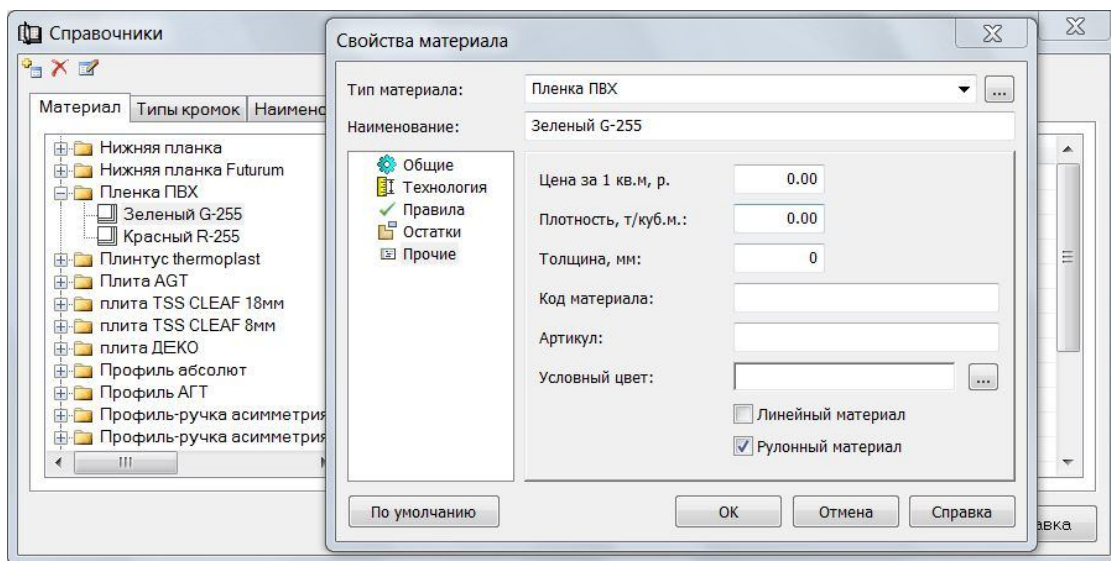 Справочники
Материал Типы кромок
Нижняя планка
Нижняя планка Futurum
Пленка ПВХ
Зеленый G-255
Красный R-255
Плинтус thermoplast
Плита AGT
плита TSS CLEAF 18мм
плита TSS CLEAF 8мм
плита ДЕКО
Профиль абсолют
Профиль АГТ
Профиль-ручка асимметрия
Профиль-ручка асимметрия
Свойства материала
Тип материала: Пленка ПВХ ...
Наименование: Зеленый G-255
Общие
Технология
Правила
Остатки
Прочие
Цена за 1 кв.м, р. 0.00
Плотность, т/куб.м.: 0.00
Толщина, мм: 0
Код материала:
Артикул:
Условный цвет: ...
Линейный материал
Рулонный материал
По умолчанию OK Отмена Справка